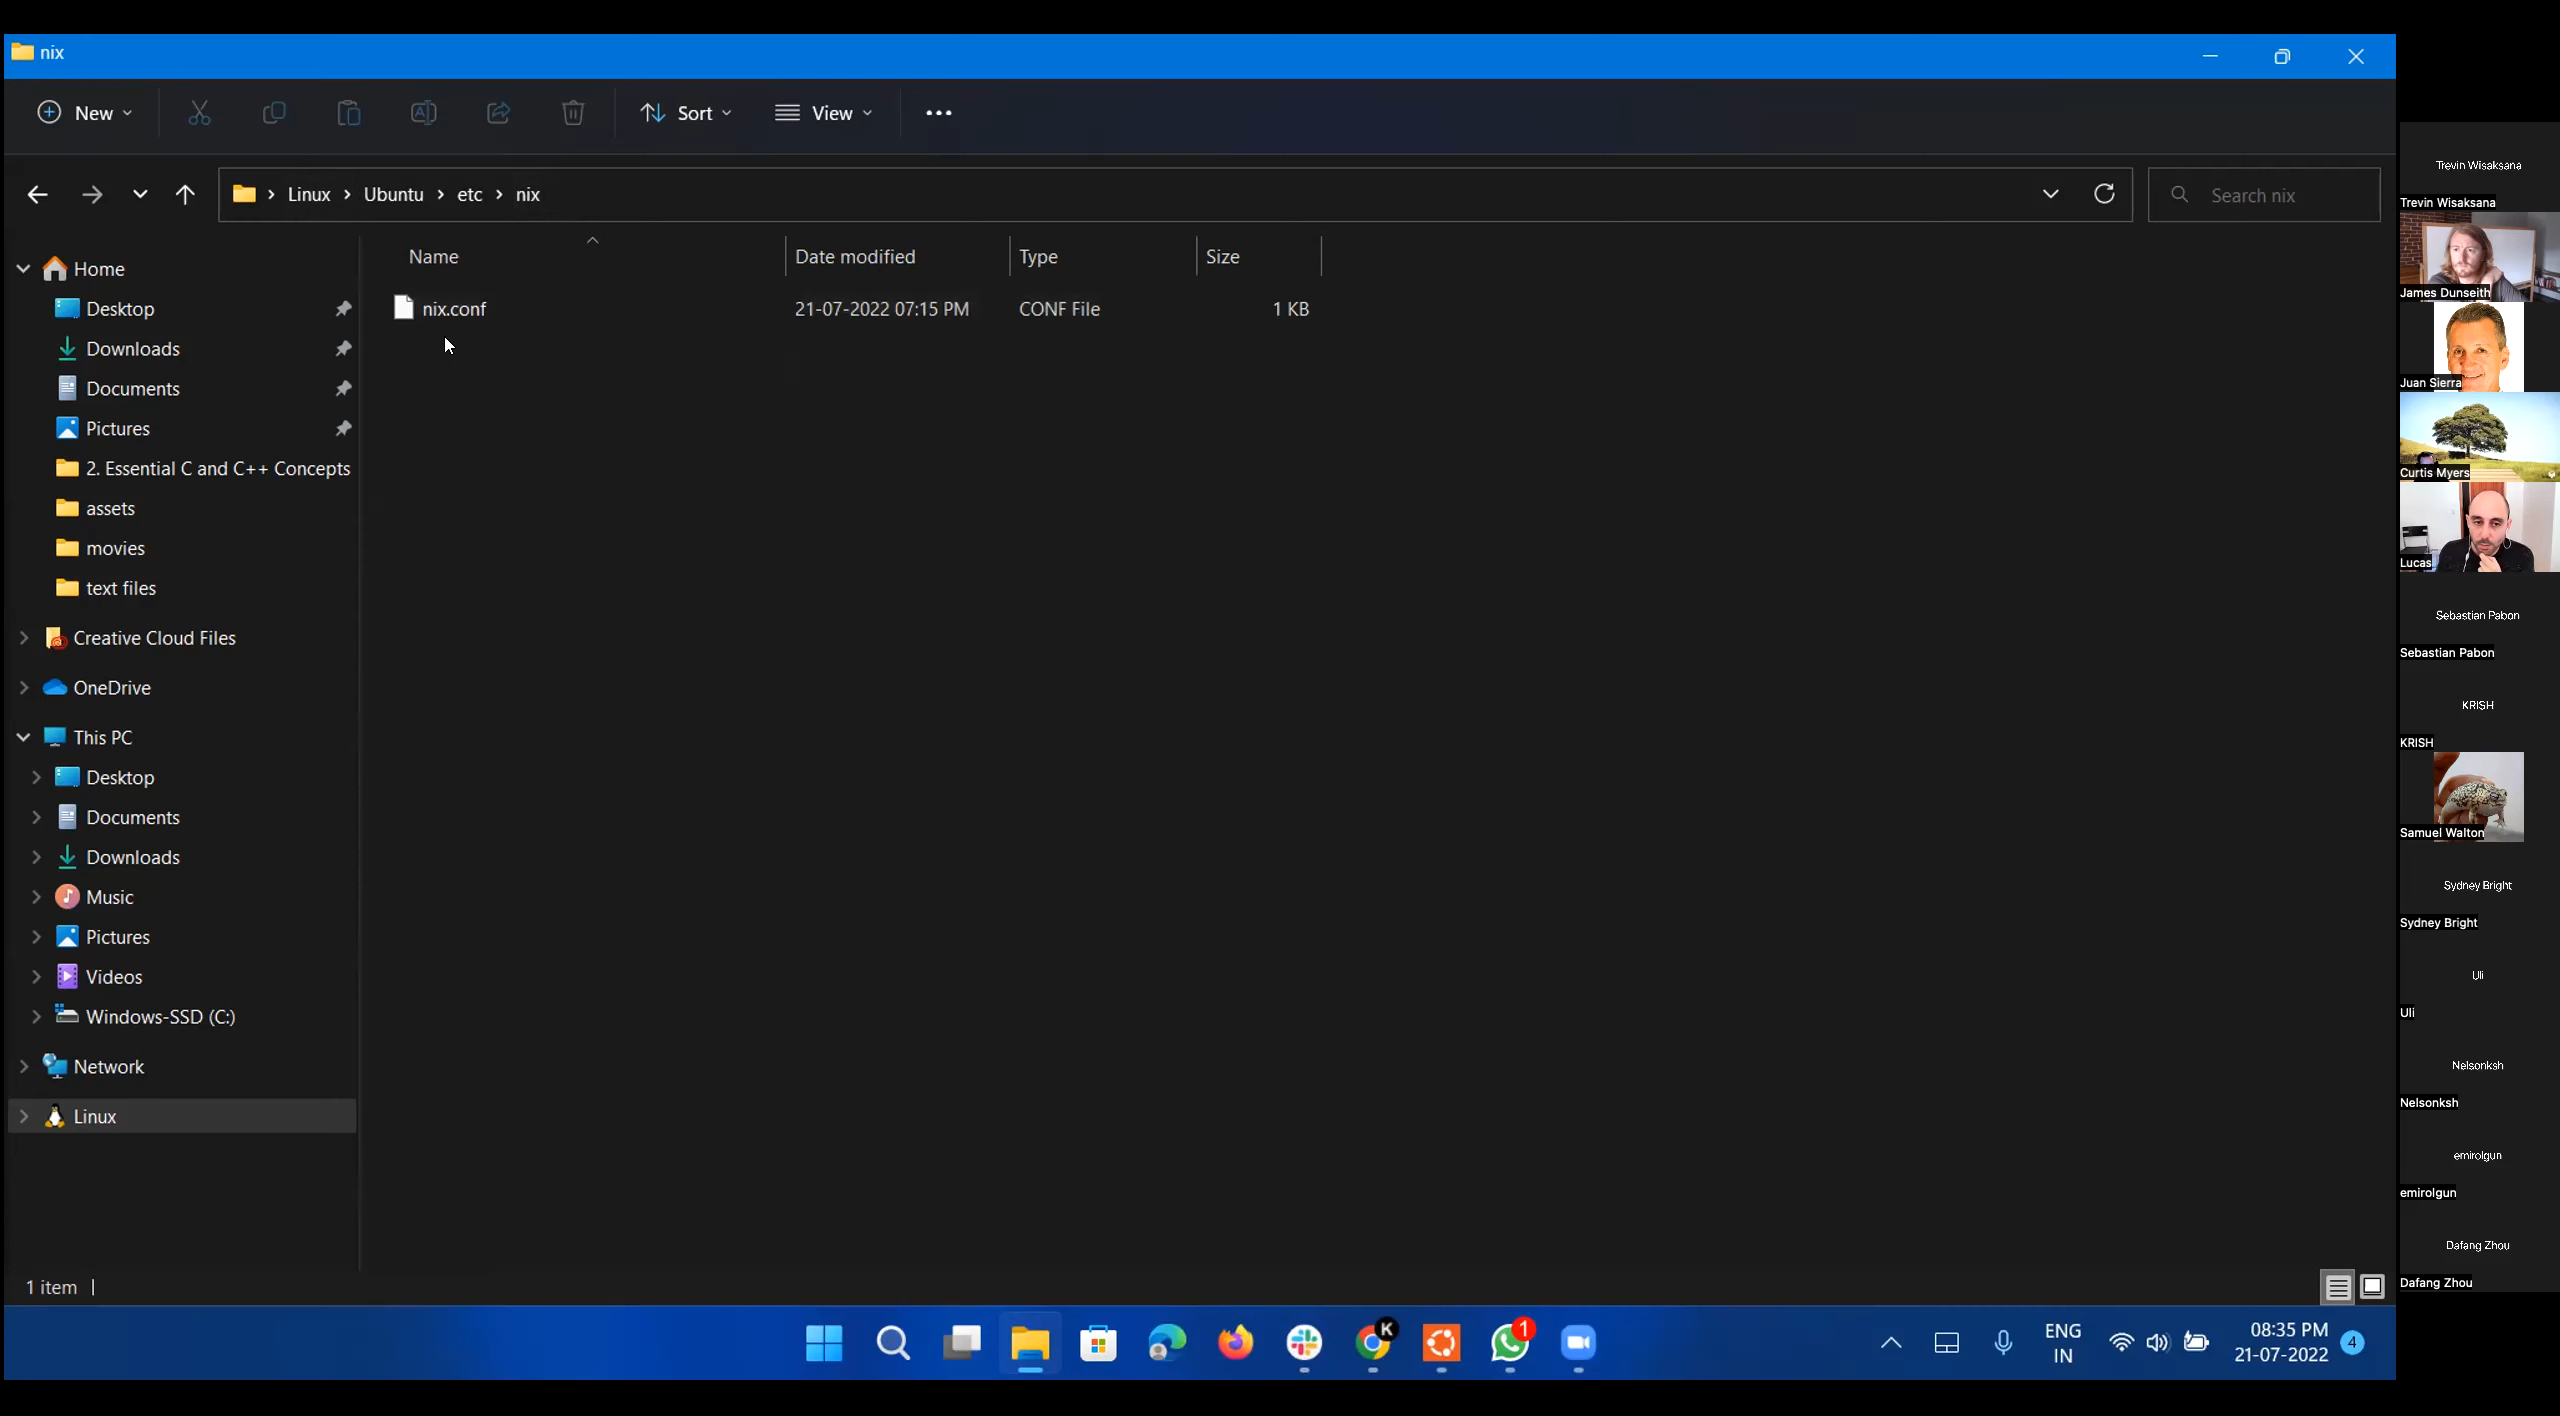 nix
New
Sort
View
Linux
Ubuntu
etc
nix
Search nix
Name
Date modified
Type
Size
nix.conf
21-07-2022 07:15 PM
CONF File
1 KB
Home
Desktop
Downloads
Documents
Pictures
2. Essential C and C++ Concepts
assets
movies
text files
Creative Cloud Files
OneDrive
This PC
Desktop
Documents
Downloads
Music
Pictures
Videos
Windows-SSD (C:)
Network
Linux
1 item
K
1
ENG
IN
08:35 PM
21-07-2022
4
Trevin Wisaksana
Trevin Wisaksana
James Dunseith
Juan Sierra
Curtis Myers
Lucas
Sebastian Pabon
Sebastian Pabon
KRISH
KRISH
Samuel Walton
Sydney Bright
Sydney Bright
Uli
Uli
Nelsonksh
Nelsonksh
emirolgun
emirolgun
Dafang Zhou
Dafang Zhou